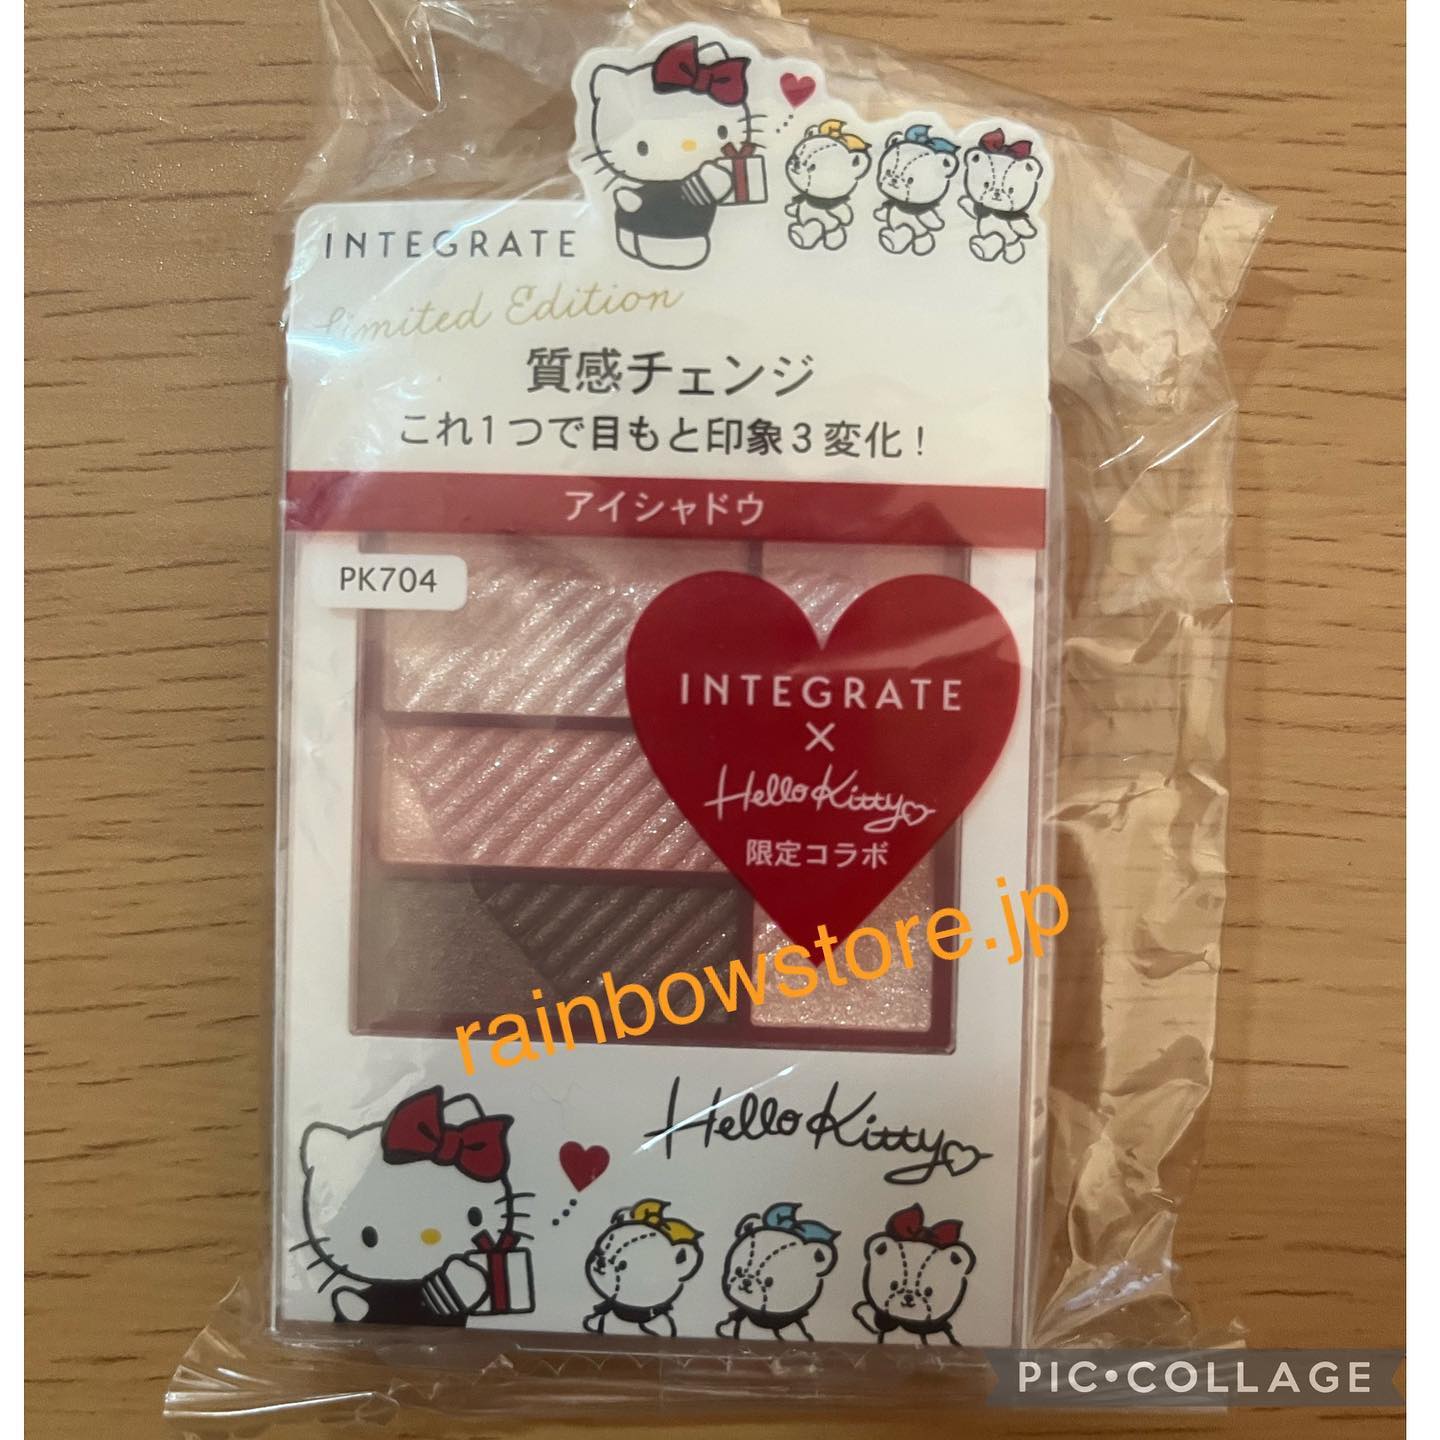 INTEGRATE
Limited Edition
質感チェンジ
これ1つで目もと印象3変化!
アイシャドウ
PK704
INTEGRATE
×
Hello Kitty
限定コラボ
rainbowstore.jp
Hello Kitty
PIC•COLLAGE